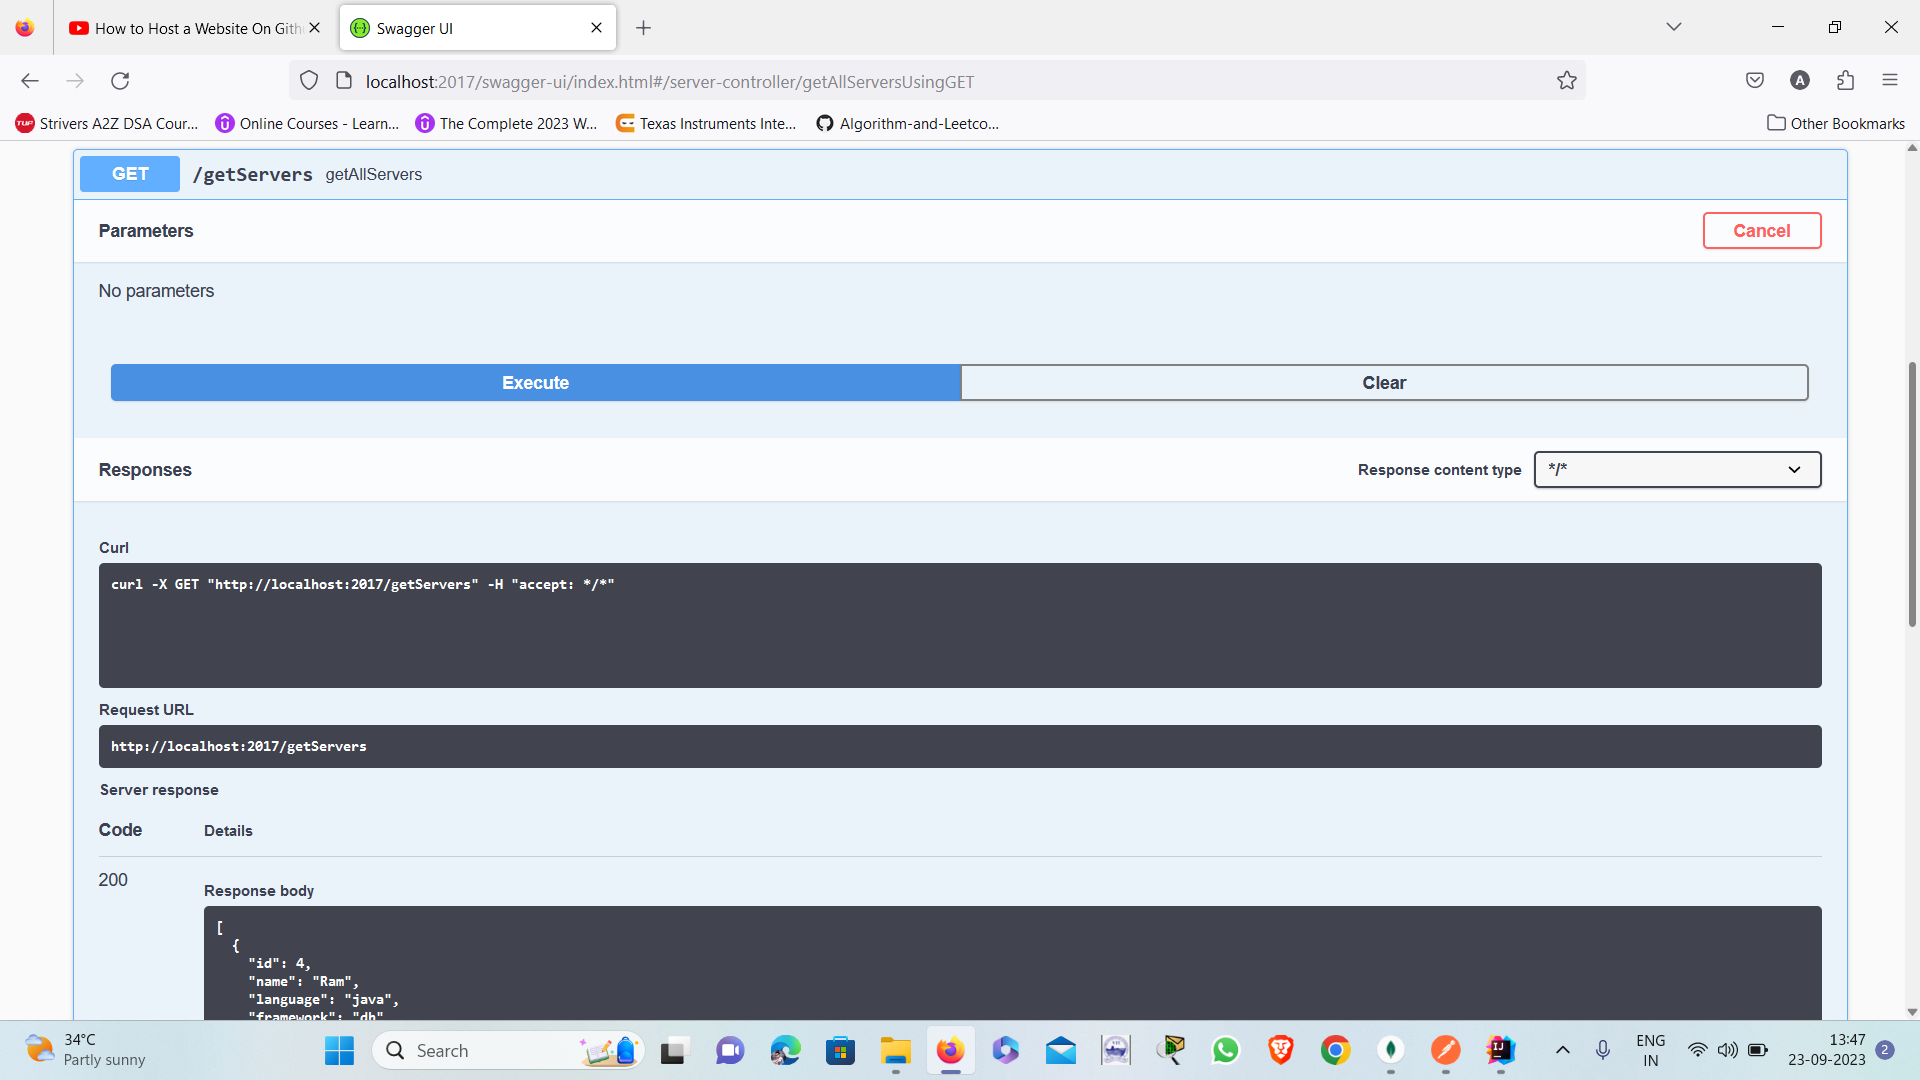 How to Host a Website On Gith
Swagger UI
localhost:2017/swagger-ui/index.html#/server-controller/getAllServersUsingGET
A
TUF Strivers A2Z DSA Cour...
Online Courses - Learn...
The Complete 2023 W...
Texas Instruments Inte...
Algorithm-and-Leetco...
Other Bookmarks
GET /getServers getAllServers
Parameters
Cancel
No parameters
Execute
Clear
Responses
Response content type */*
Curl
curl -X GET "http://localhost:2017/getServers" -H "accept: */*"
Request URL
http://localhost:2017/getServers
Server response
Code Details
200
Response body
[
{
"id": 4,
"name": "Ram",
"language": "java",
"framework": "dh"
34°C
Partly sunny
Search
IJ
ENG
IN
13:47
23-09-2023
2